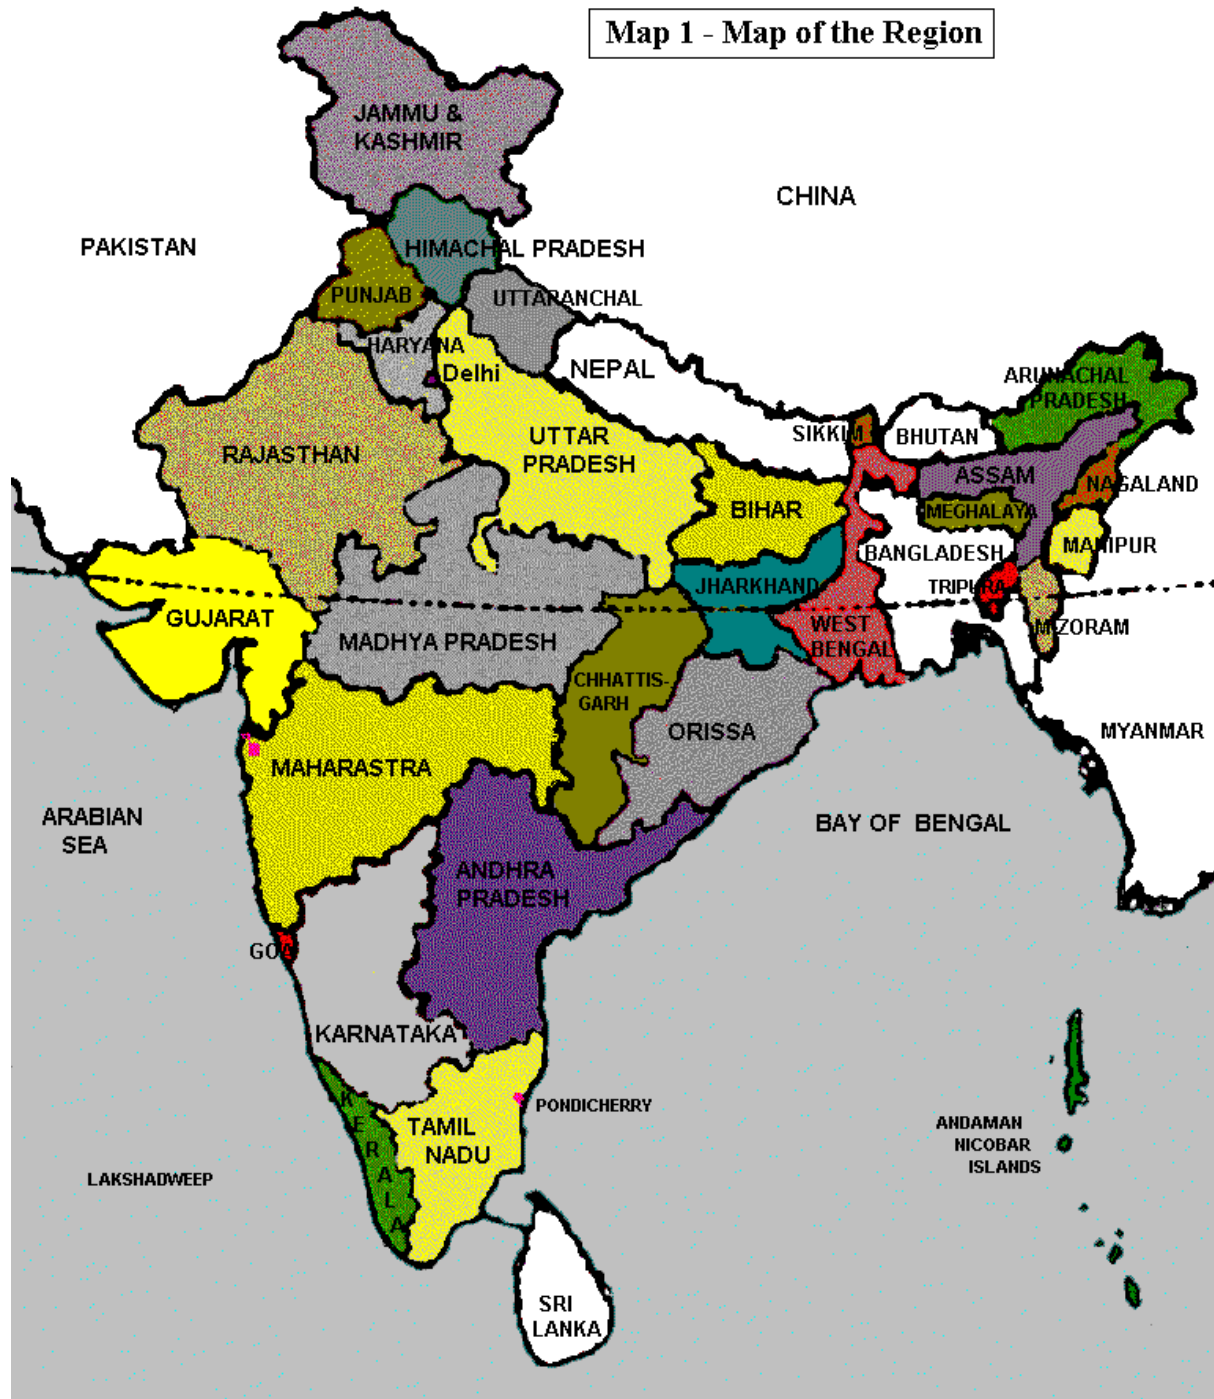 Map 1 - Map of the Region
JAMMU &
KASHMIR
CHINA
PAKISTAN
HIMACHAL PRADESH
PUNJAB
UTTARANCHAL
HARYANA
Delhi
NEPAL
ARUNACHAL
PRADESH
SIKKIM
BHUTAN
RAJASTHAN
UTTAR
PRADESH
ASSAM
NAGALAND
BIHAR
MEGHALAYA
BANGLADESH
MANIPUR
JHARKHAND
TRIPURA
GUJARAT
MADHYA PRADESH
WEST
BENGAL
MIZORAM
CHHATTIS-
GARH
ORISSA
MYANMAR
MAHARASTRA
ARABIAN
SEA
BAY OF BENGAL
ANDHRA
PRADESH
GOA
KARNATAKA
KERALA
PONDICHERRY
TAMIL
NADU
ANDAMAN
NICOBAR
ISLANDS
LAKSHADWEEP
SRI
LANKA